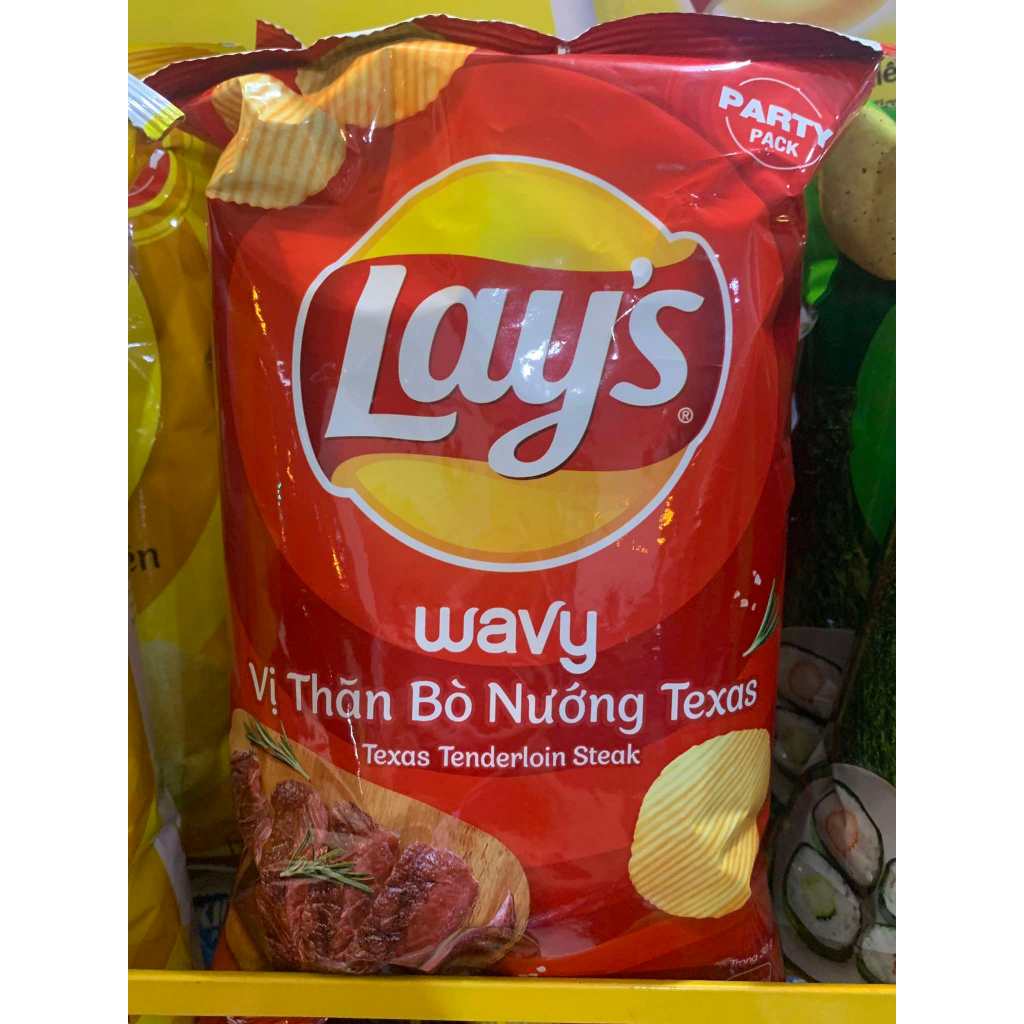 PARTY
PACK
Lay's
®
wavy
Vị Thăn Bò Nướng Texas
Texas Tenderloin Steak